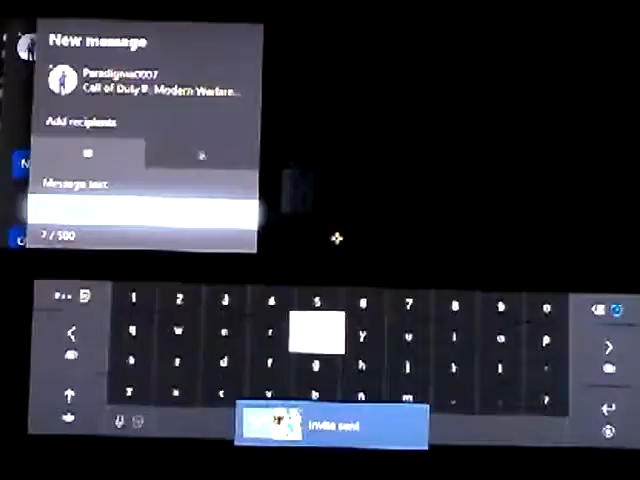 New message
Call of Duty®: Modern Warfare...
Add recipients
Message text
7 / 500
1 2 3 4 5 6 7 8 9 0
q w e r y u i o p
a s d f g h j k l
z x c v b n m , . ?
Invite sent